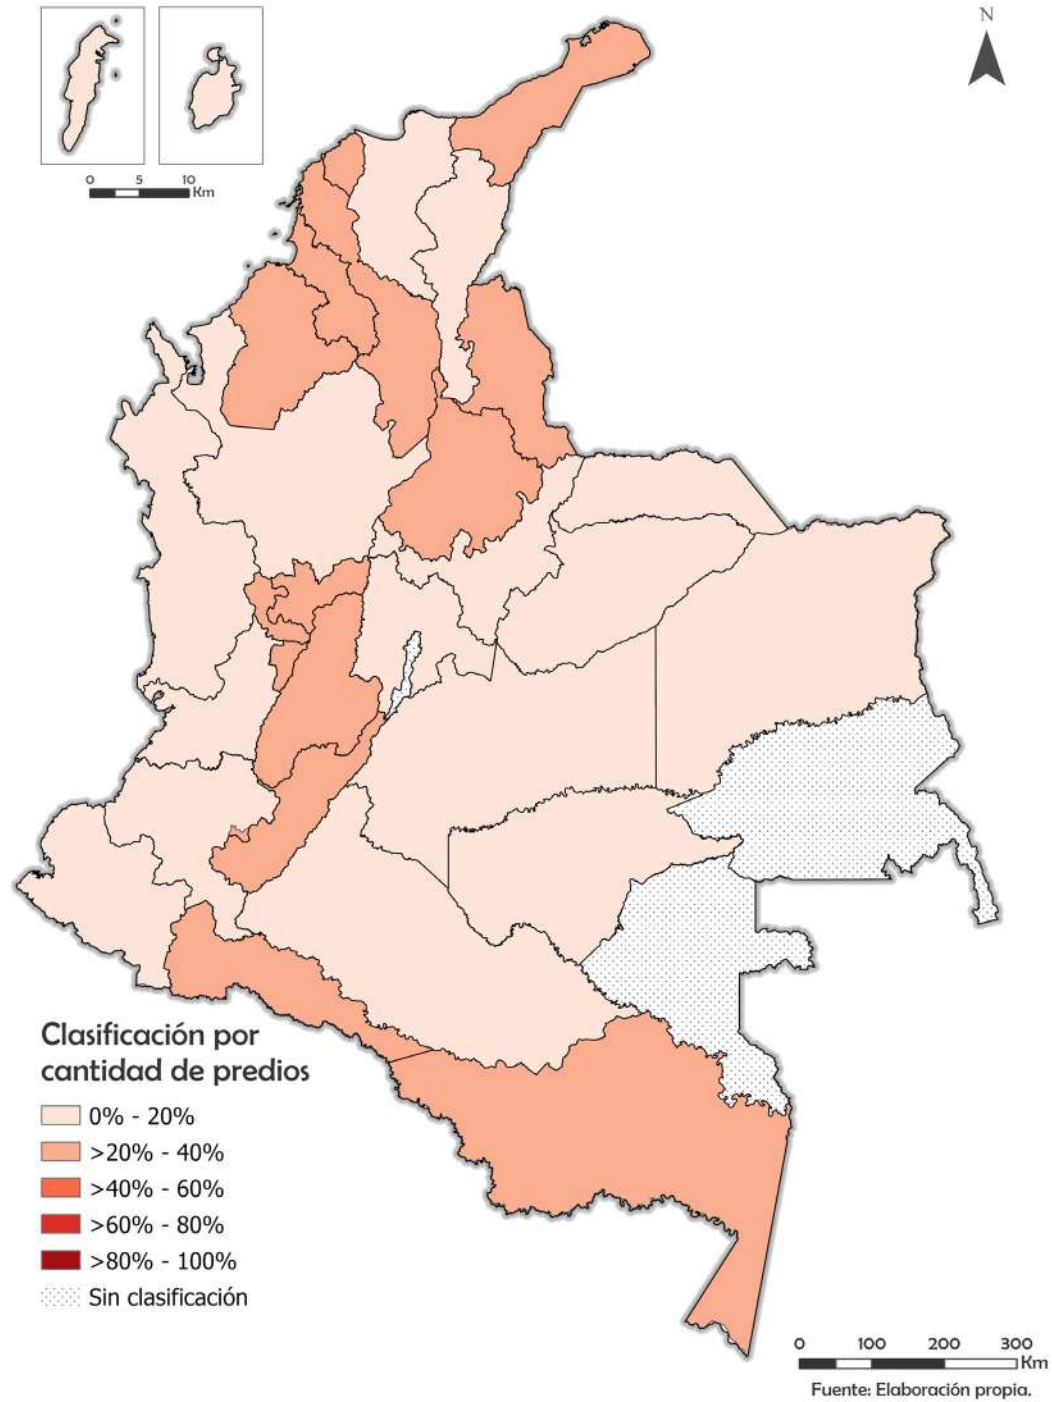 N
0 5 10
Km
Clasificación por
cantidad de predios
0% - 20%
>20% - 40%
>40% - 60%
>60% - 80%
>80% - 100%
Sin clasificación
0 100 200 300
Km
Fuente: Elaboración propia.